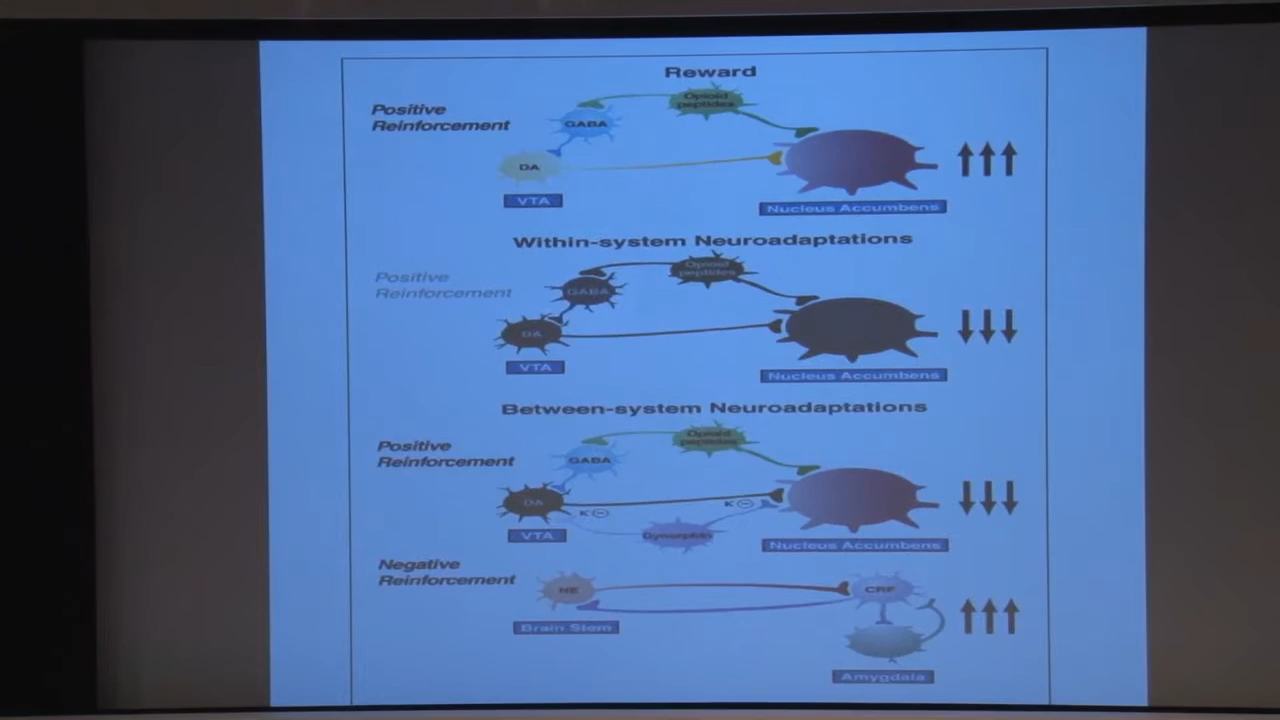 Reward
Positive
Reinforcement
Opioid
peptides
GABA
DA
VTA
Nucleus Accumbens
Within-system Neuroadaptations
Positive
Reinforcement
Opioid
peptides
GABA
DA
VTA
Nucleus Accumbens
Between-system Neuroadaptations
Positive
Reinforcement
Opioid
peptides
GABA
DA
K
K
Dynorphin
VTA
Nucleus Accumbens
Negative
Reinforcement
NE
CRF
Brain Stem
Amygdala